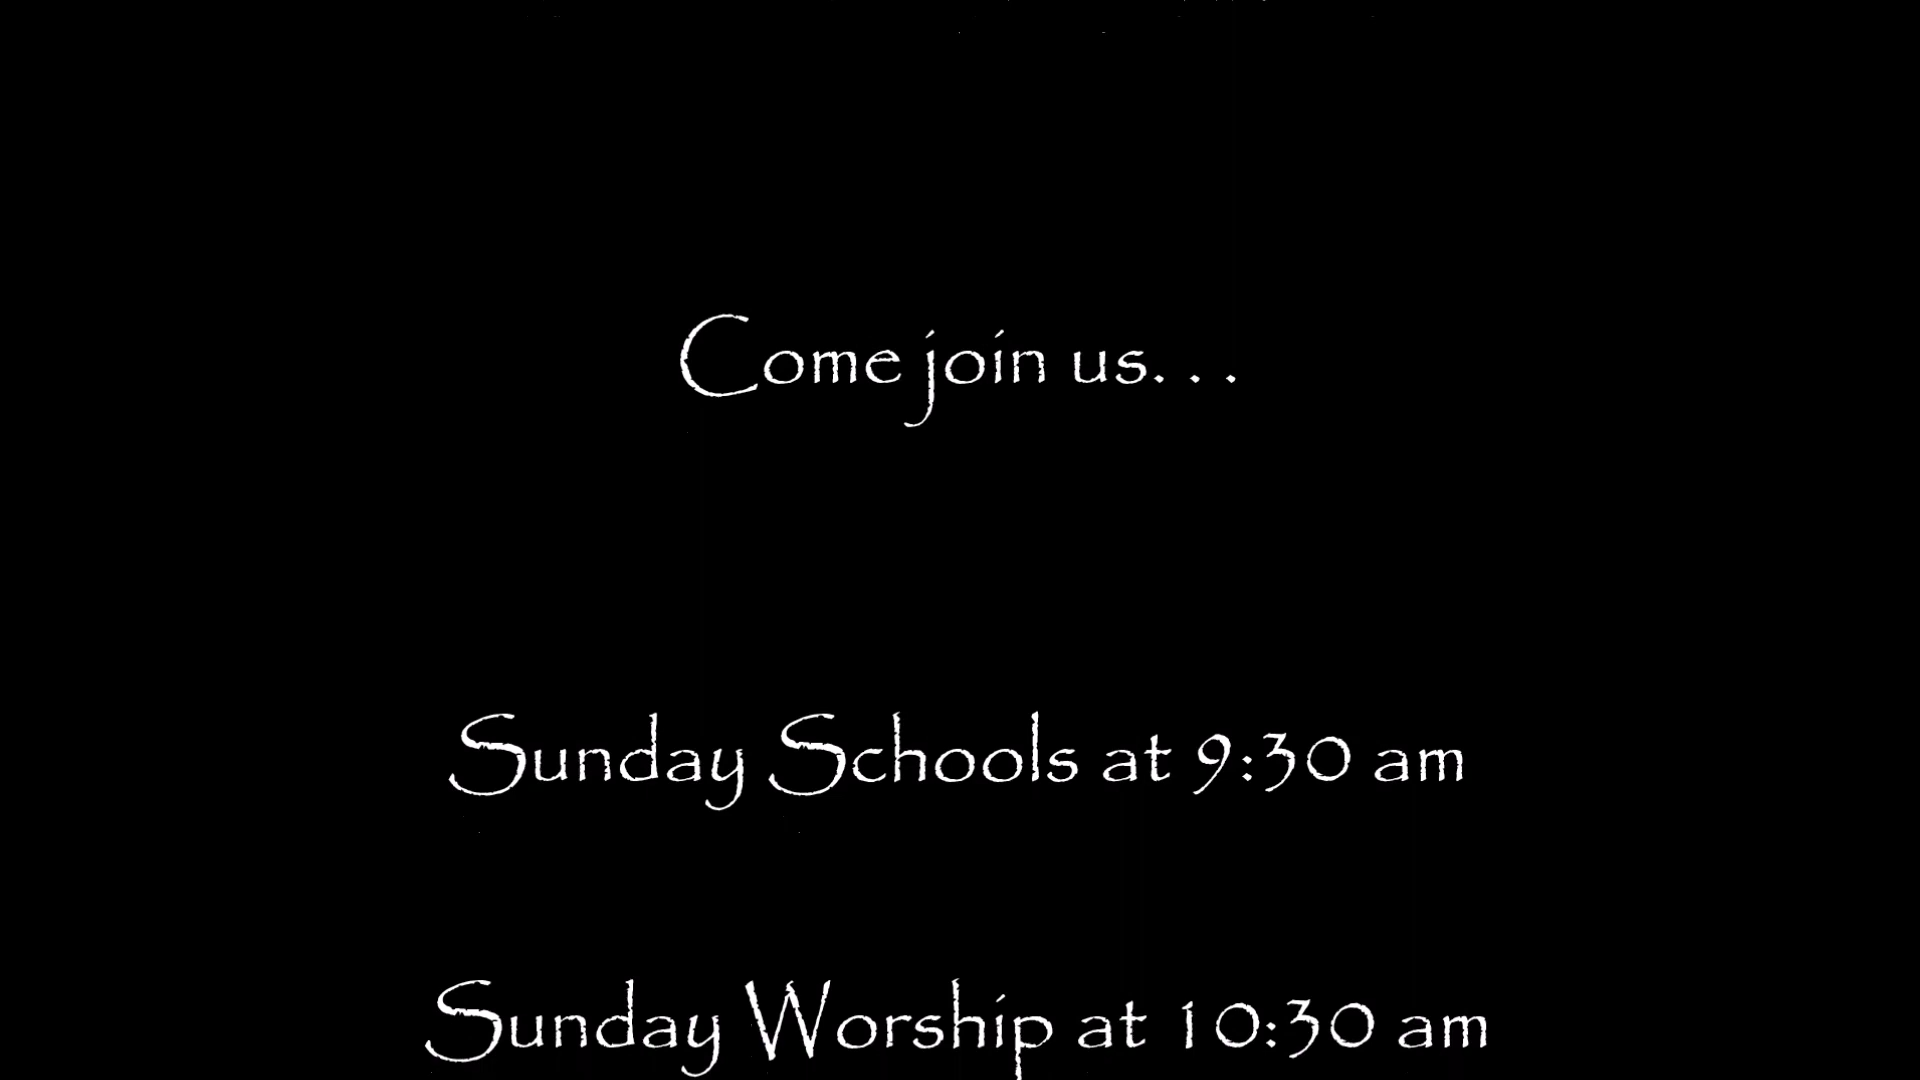 Come join us. . .
Sunday Schools at 9:30 am
Sunday Worship at 10:30 am